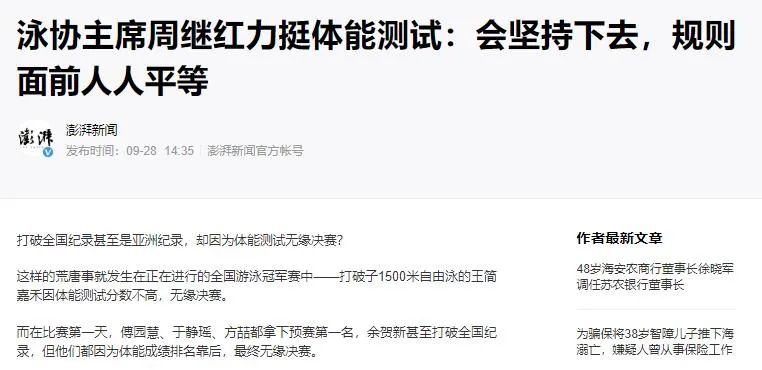 泳协主席周继红力挺体能测试：会坚持下去，规则
面前人人平等
澎湃
澎湃新闻
发布时间：09-28 14:35 澎湃新闻官方帐号
打破全国纪录甚至是亚洲纪录，却因为体能测试无缘决赛？
这样的荒唐事就发生在正在进行的全国游泳冠军赛中——打破子1500米自由泳的王简
嘉禾因体能测试分数不高，无缘决赛。
而在比赛第一天，傅园慧、于静瑶、方喆都拿下预赛第一名，余贺新甚至打破全国纪
录，但他们都因为体能成绩排名靠后，最终无缘决赛。
作者最新文章
48岁海安农商行董事长徐晓军
调任苏农银行董事长
为骗保将38岁智障儿子推下海
溺亡，嫌疑人曾从事保险工作